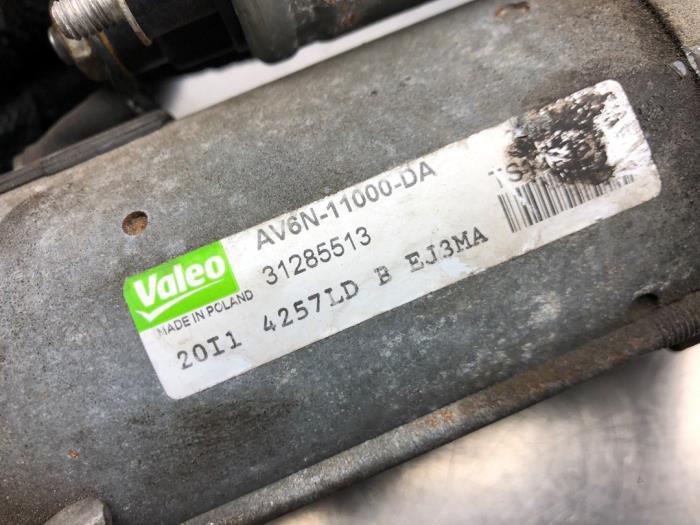 Valeo
MADE IN POLAND
AV6N-11000-DA
31285513
20I1 4257LD B EJ3MA